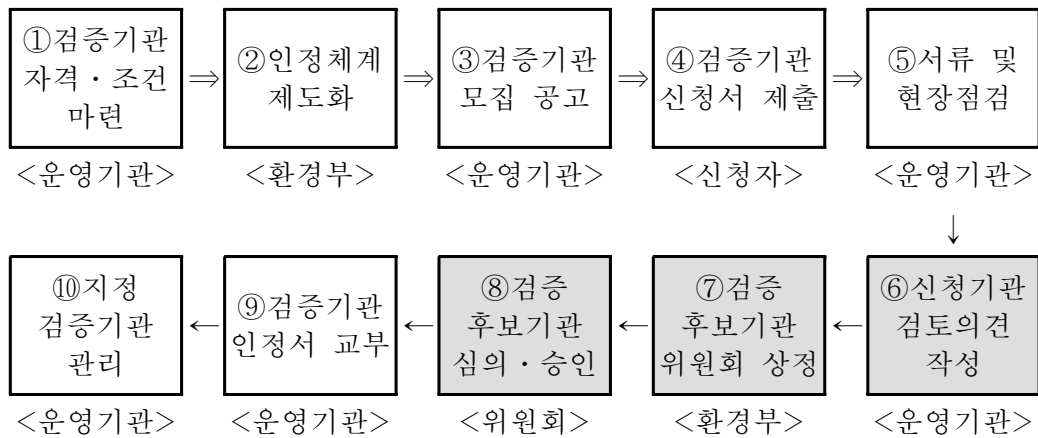 ①검증기관
자격·조건
마련
⇒
②인정체계
제도화
⇒
③검증기관
모집 공고
⇒
④검증기관
신청서 제출
⇒
⑤서류 및
현장점검
<운영기관>
<환경부>
<운영기관>
<신청자>
<운영기관>
↓
⑩지정
검증기관
관리
←
⑨검증기관
인정서 교부
←
⑧검증
후보기관
심의·승인
←
⑦검증
후보기관
위원회 상정
←
⑥신청기관
검토의견
작성
<운영기관>
<운영기관>
<위원회>
<환경부>
<운영기관>